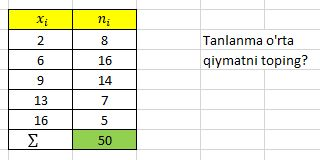 xᵢ nᵢ
2 8
6 16
9 14
13 7
16 5
Σ 50
Tanlanma o'rta
qiymatni toping?